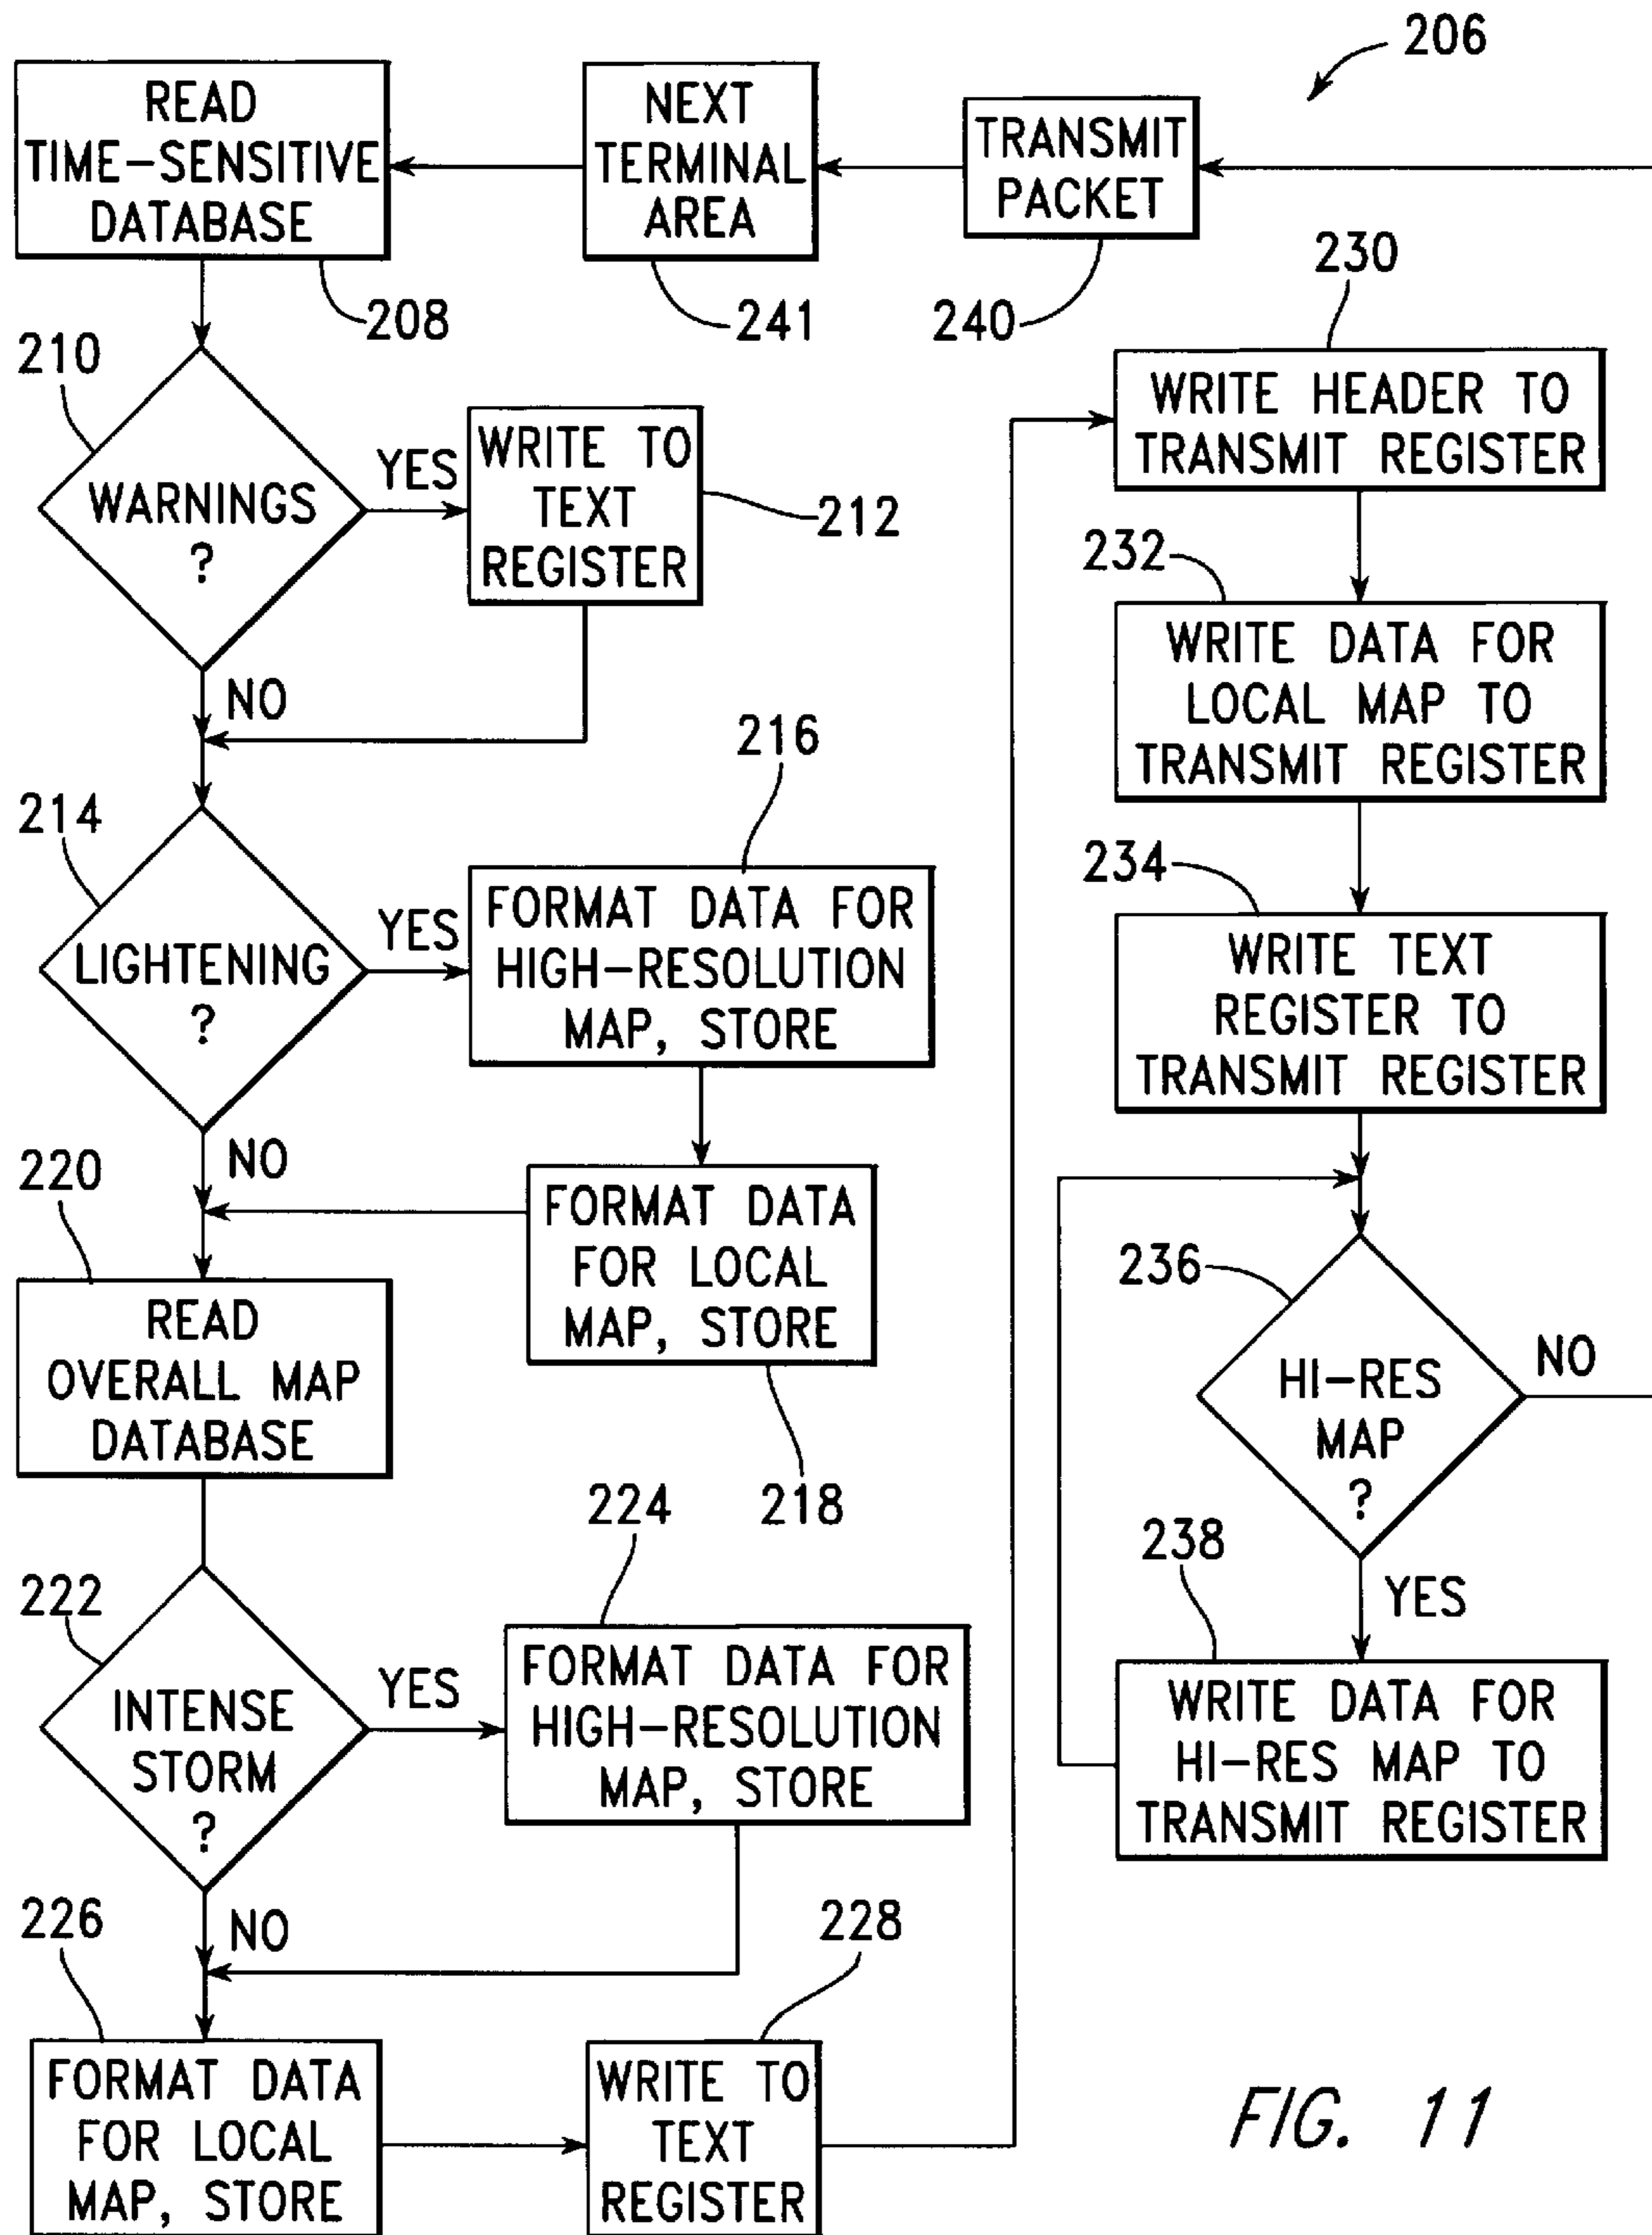 206
READ
TIME-SENSITIVE
DATABASE
208
NEXT
TERMINAL
AREA
241
TRANSMIT
PACKET
240
210
WARNINGS
?
YES
NO
WRITE TO
TEXT
REGISTER
212
214
LIGHTENING
?
YES
NO
216
FORMAT DATA FOR
HIGH-RESOLUTION
MAP, STORE
FORMAT DATA
FOR LOCAL
MAP, STORE
218
220
READ
OVERALL MAP
DATABASE
222
INTENSE
STORM
?
YES
NO
224
FORMAT DATA FOR
HIGH-RESOLUTION
MAP, STORE
226
FORMAT DATA
FOR LOCAL
MAP, STORE
228
WRITE TO
TEXT
REGISTER
230
WRITE HEADER TO
TRANSMIT REGISTER
232
WRITE DATA FOR
LOCAL MAP TO
TRANSMIT REGISTER
234
WRITE TEXT
REGISTER TO
TRANSMIT REGISTER
236
HI-RES
MAP
?
NO
YES
238
WRITE DATA FOR
HI-RES MAP TO
TRANSMIT REGISTER
FIG. 11